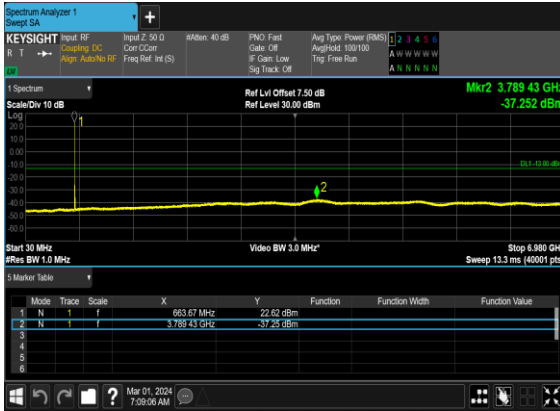 Spectrum Analyzer 1
Swept SA
+
KEYSIGHT Input: RF Input Z: 50 Ω #Atten: 40 dB PNO: Fast Avg Type: Power (RMS) 1 2 3 4 5 6
R T Coupling: DC Corr CCorr Gate: Off Avg|Hold: 100/100 A W W W W W
Align: Auto/No RF Freq Ref: Int (S) IF Gain: Low Trig: Free Run
Sig Track: Off A N N N N N
1 Spectrum Ref Lvl Offset 7.50 dB Mkr2 3.789 43 GHz
Scale/Div 10 dB Ref Level 30.00 dBm -37.252 dBm
Log
20.0
10.0
0.00
-10.0
DL1 -13.00 dBm
-20.0
-30.0
-40.0
-50.0
-60.0
1
2
Start 30 MHz Video BW 3.0 MHz* Stop 6.980 GHz
#Res BW 1.0 MHz Sweep 13.3 ms (40001 pts)
5 Marker Table
Mode Trace Scale X Y Function Function Width Function Value
1 N 1 f 663.67 MHz 22.62 dBm
2 N 1 f 3.789 43 GHz -37.25 dBm
3
4
5
6
? Mar 01, 2024
7:09:06 AM